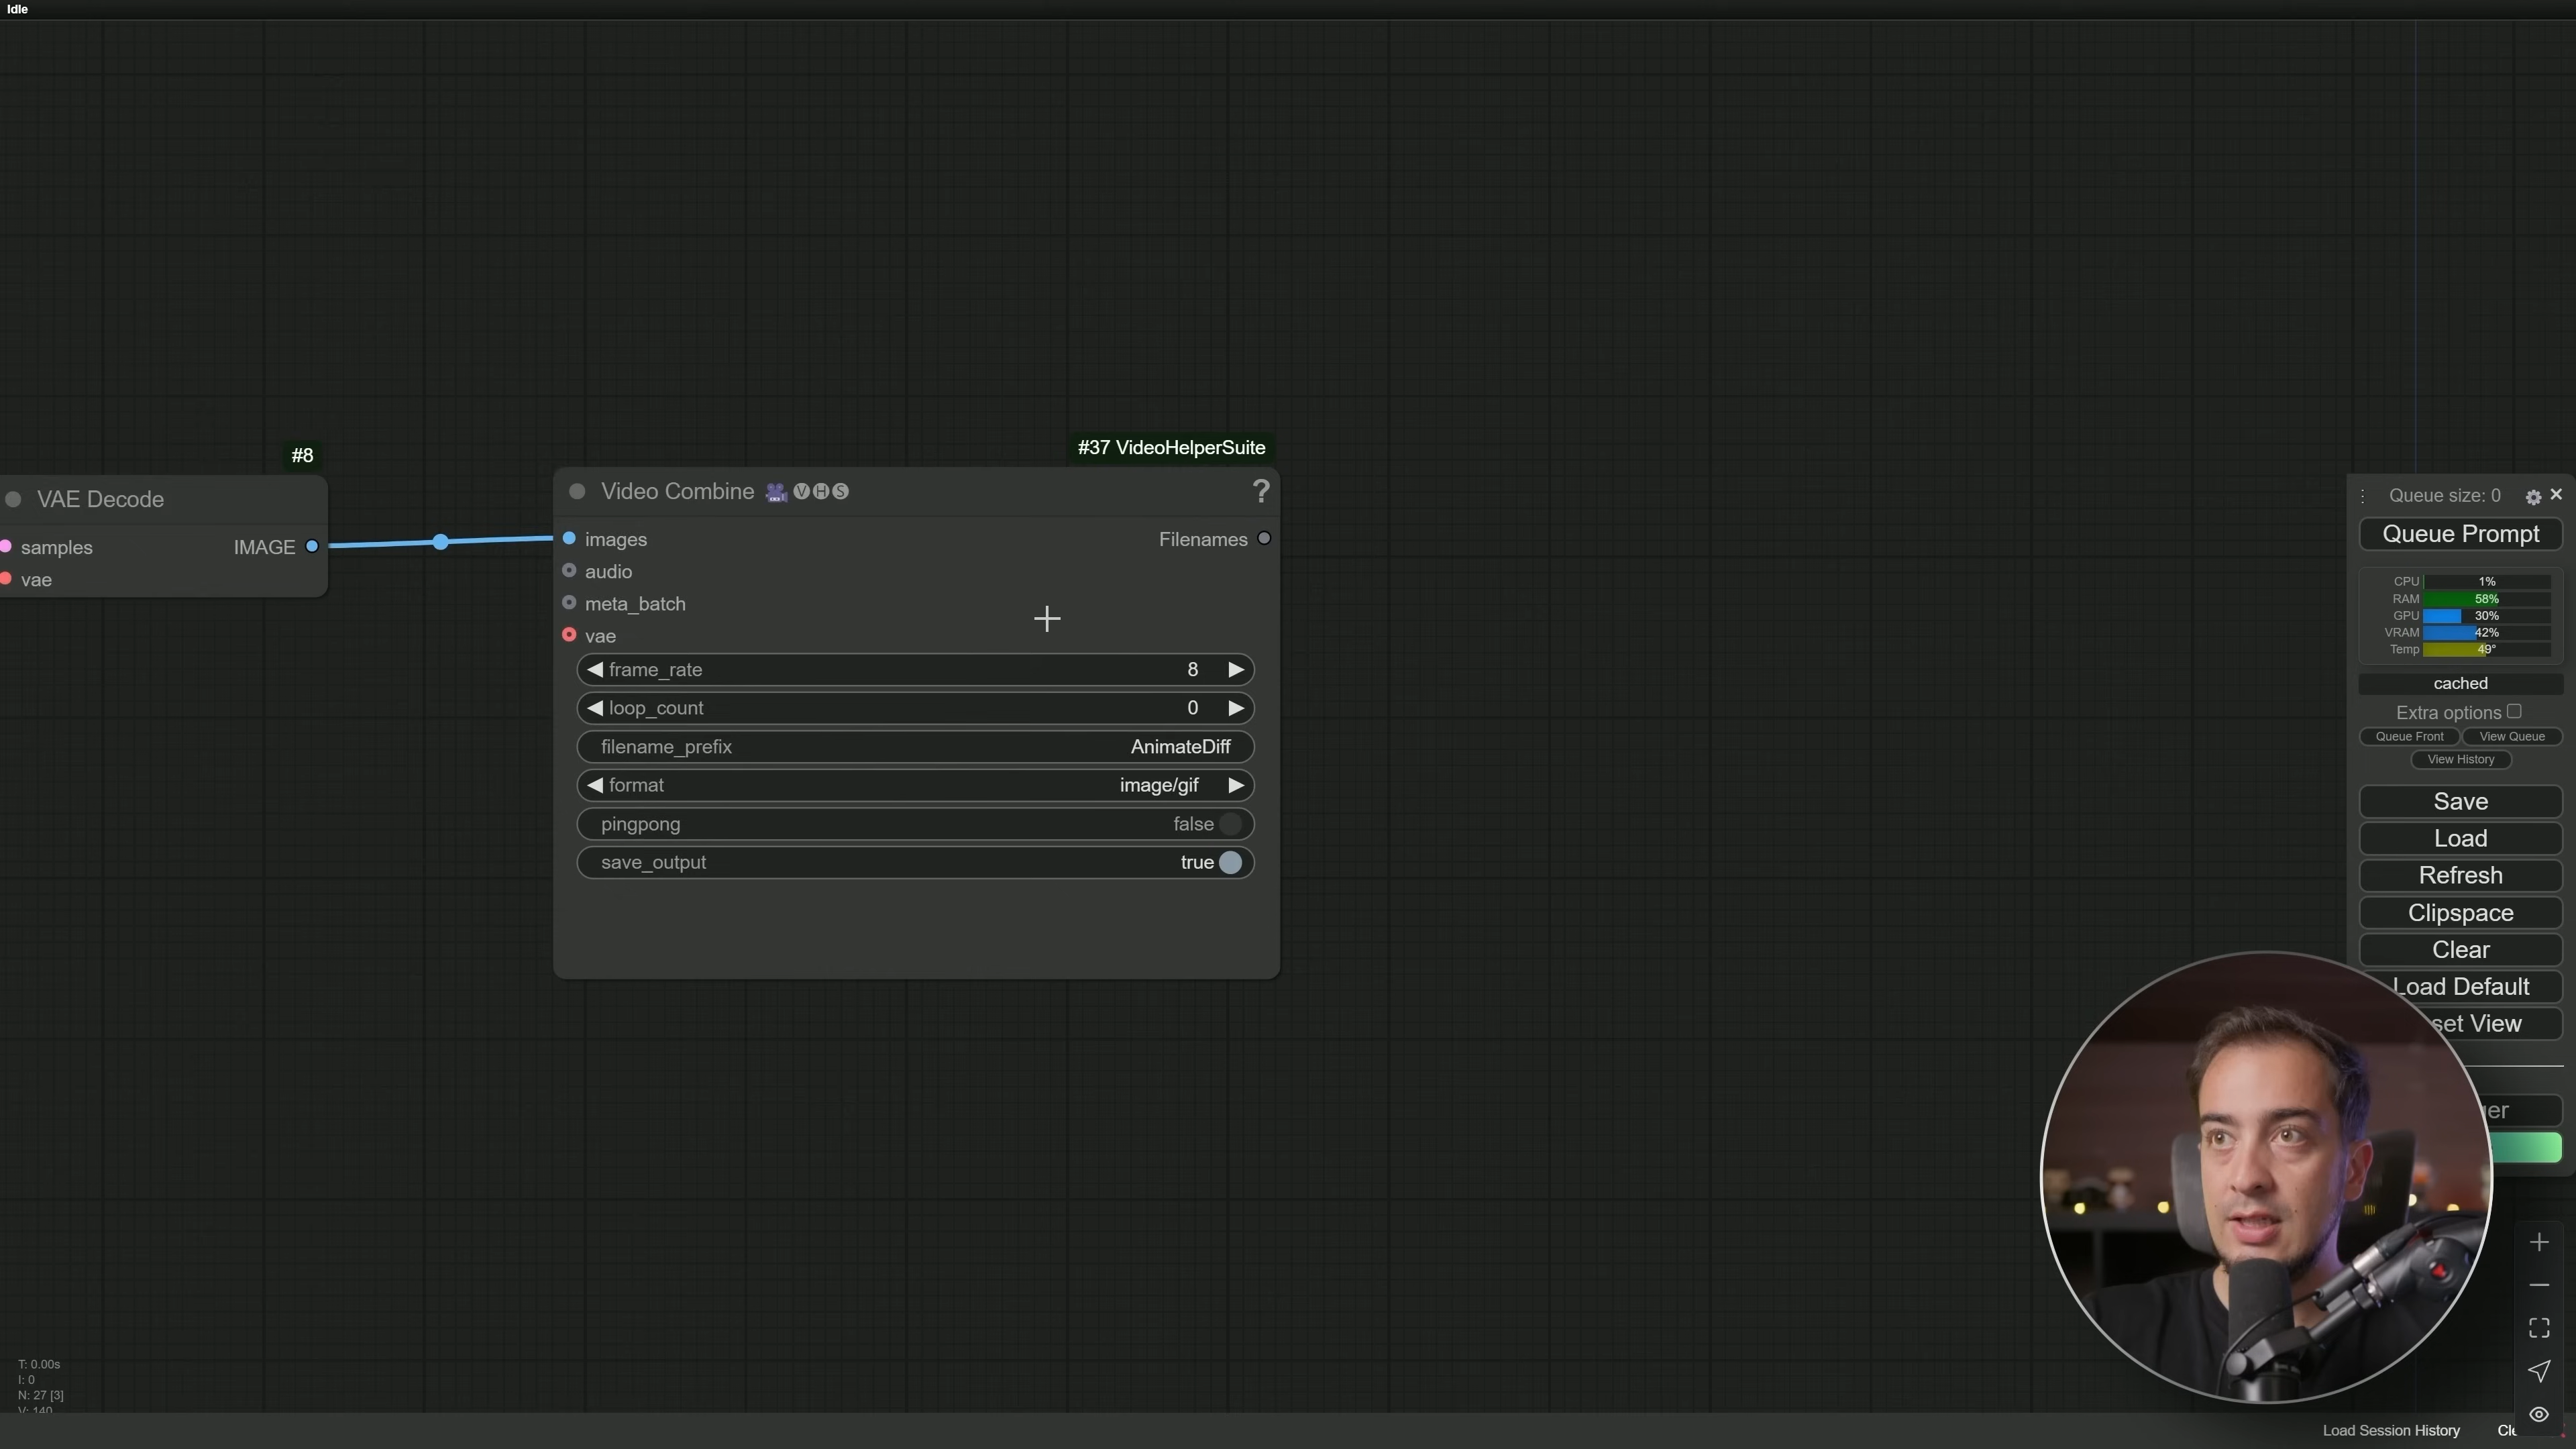 Idle
#8
VAE Decode
samples
IMAGE
vae
#37 VideoHelperSuite
Video Combine 🎥🅥🅗🅢
?
images
Filenames
audio
meta_batch
vae
frame_rate 8
loop_count 0
filename_prefix AnimateDiff
format image/gif
pingpong false
save_output true
Queue size: 0
Queue Prompt
CPU 1%
RAM 58%
GPU 30%
VRAM 42%
Temp 49°
cached
Extra options
Queue Front View Queue
View History
Save
Load
Refresh
Clipspace
Clear
Load Default
set View
T: 0.00s
I: 0
N: 27 [3]
V: 140
Load Session History